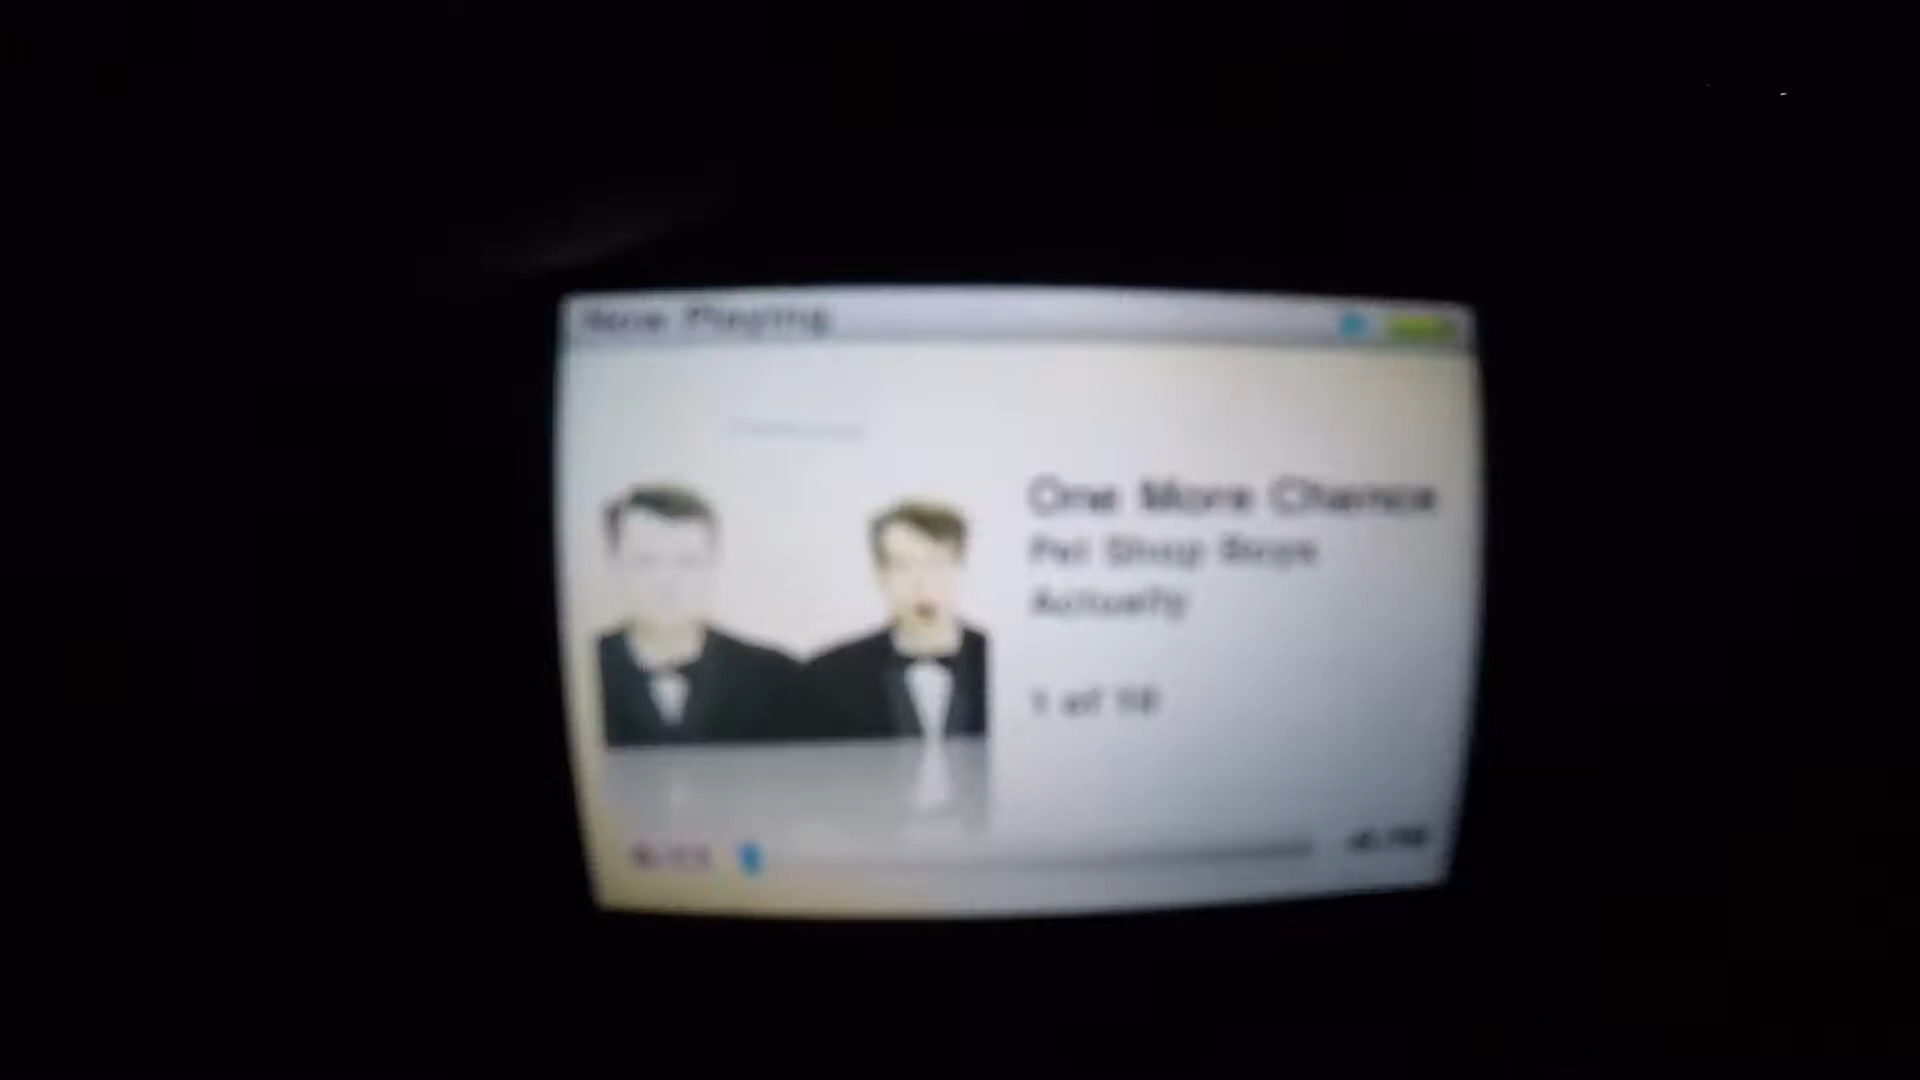 Now Playing
One More Chance
Pet Shop Boys
Actually
1 of 10